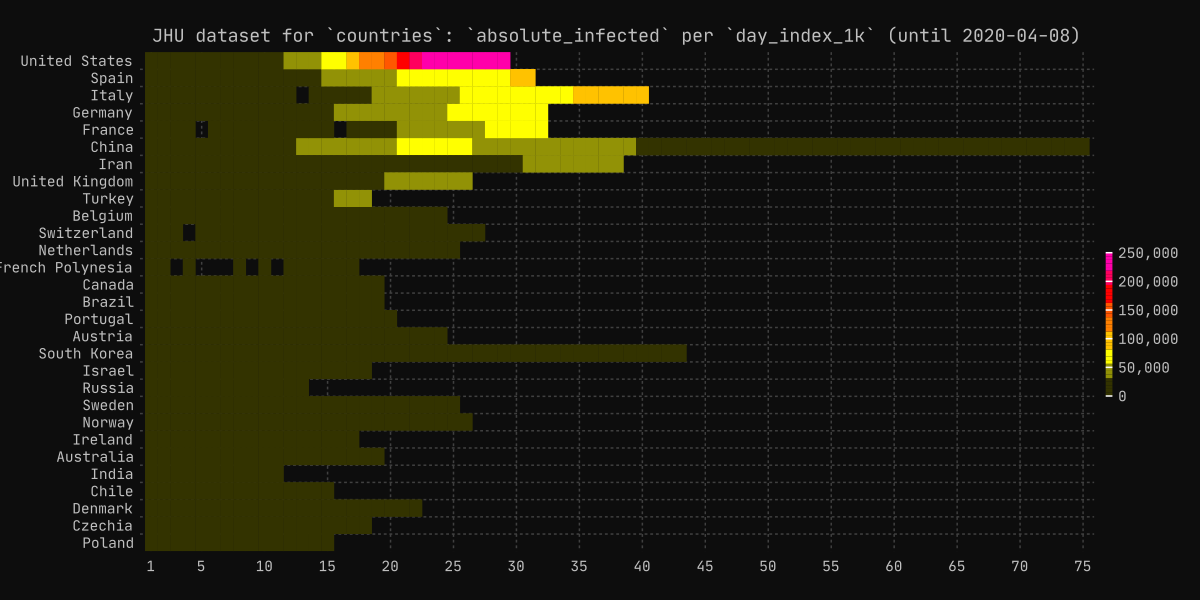 JHU dataset for `countries`: `absolute_infected` per `day_index_1k` (until 2020-04-08)
United States
Spain
Italy
Germany
France
China
Iran
United Kingdom
Turkey
Belgium
Switzerland
Netherlands
French Polynesia
Canada
Brazil
Portugal
Austria
South Korea
Israel
Russia
Sweden
Norway
Ireland
Australia
India
Chile
Denmark
Czechia
Poland
1 5 10 15 20 25 30 35 40 45 50 55 60 65 70 75
250,000
200,000
150,000
100,000
50,000
0